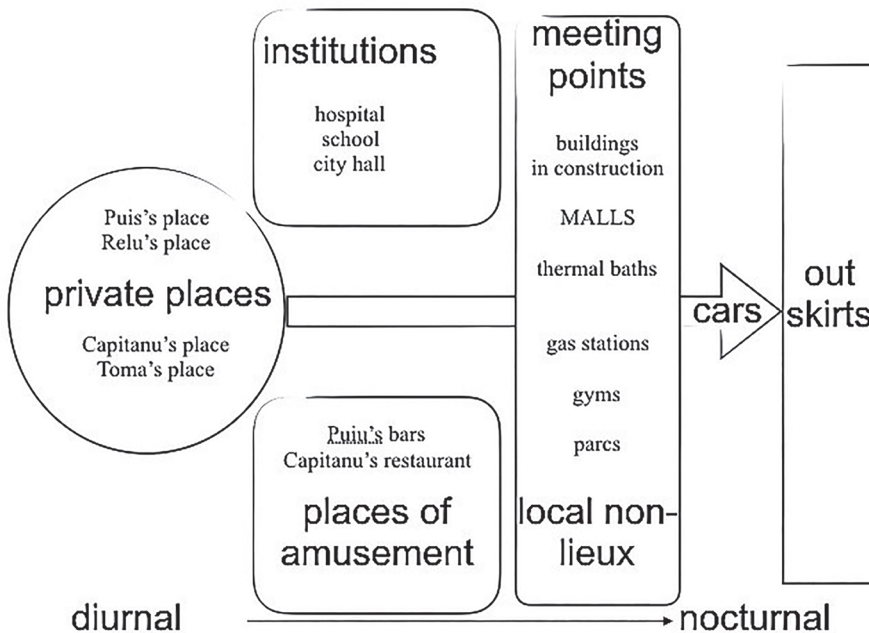 institutions
hospital
school
city hall
meeting
points
buildings
in construction
MALLS
thermal baths
gas stations
gyms
parcs
local non-
lieux
Puis's place
Relu's place
private places
Capitanu's place
Toma's place
Puiu's bars
Capitanu's restaurant
places of
amusement
cars
out
skirts
diurnal
nocturnal